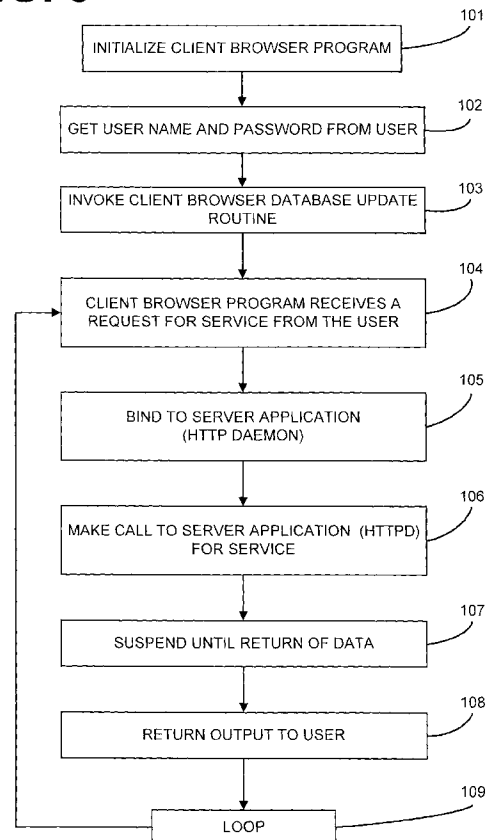 101
INITIALIZE CLIENT BROWSER PROGRAM
102
GET USER NAME AND PASSWORD FROM USER
103
INVOKE CLIENT BROWSER DATABASE UPDATE
ROUTINE
104
CLIENT BROWSER PROGRAM RECEIVES A
REQUEST FOR SERVICE FROM THE USER
105
BIND TO SERVER APPLICATION
(HTTP DAEMON)
106
MAKE CALL TO SERVER APPLICATION (HTTPD)
FOR SERVICE
107
SUSPEND UNTIL RETURN OF DATA
108
RETURN OUTPUT TO USER
109
LOOP